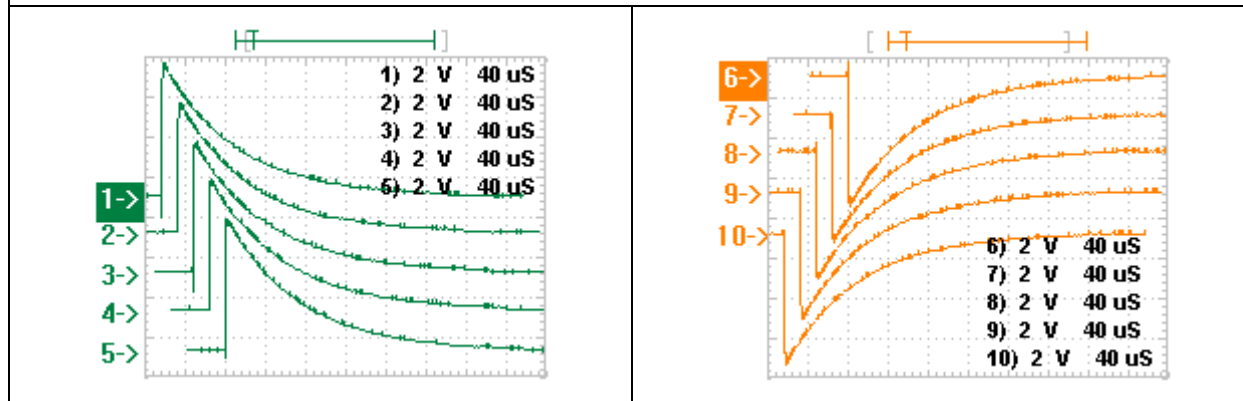 1) 2 V 40 uS
2) 2 V 40 uS
3) 2 V 40 uS
4) 2 V 40 uS
5) 2 V 40 uS
1->
2->
3->
4->
5->
6->
7->
8->
9->
10->
6) 2 V 40 uS
7) 2 V 40 uS
8) 2 V 40 uS
9) 2 V 40 uS
10) 2 V 40 uS